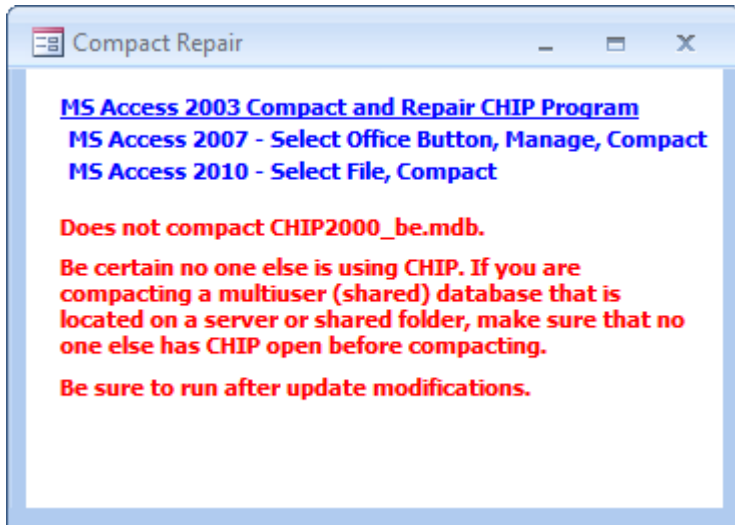 Compact Repair
MS Access 2003 Compact and Repair CHIP Program
MS Access 2007 - Select Office Button, Manage, Compact
MS Access 2010 - Select File, Compact
Does not compact CHIP2000_be.mdb.
Be certain no one else is using CHIP. If you are
compacting a multiuser (shared) database that is
located on a server or shared folder, make sure that no
one else has CHIP open before compacting.
Be sure to run after update modifications.